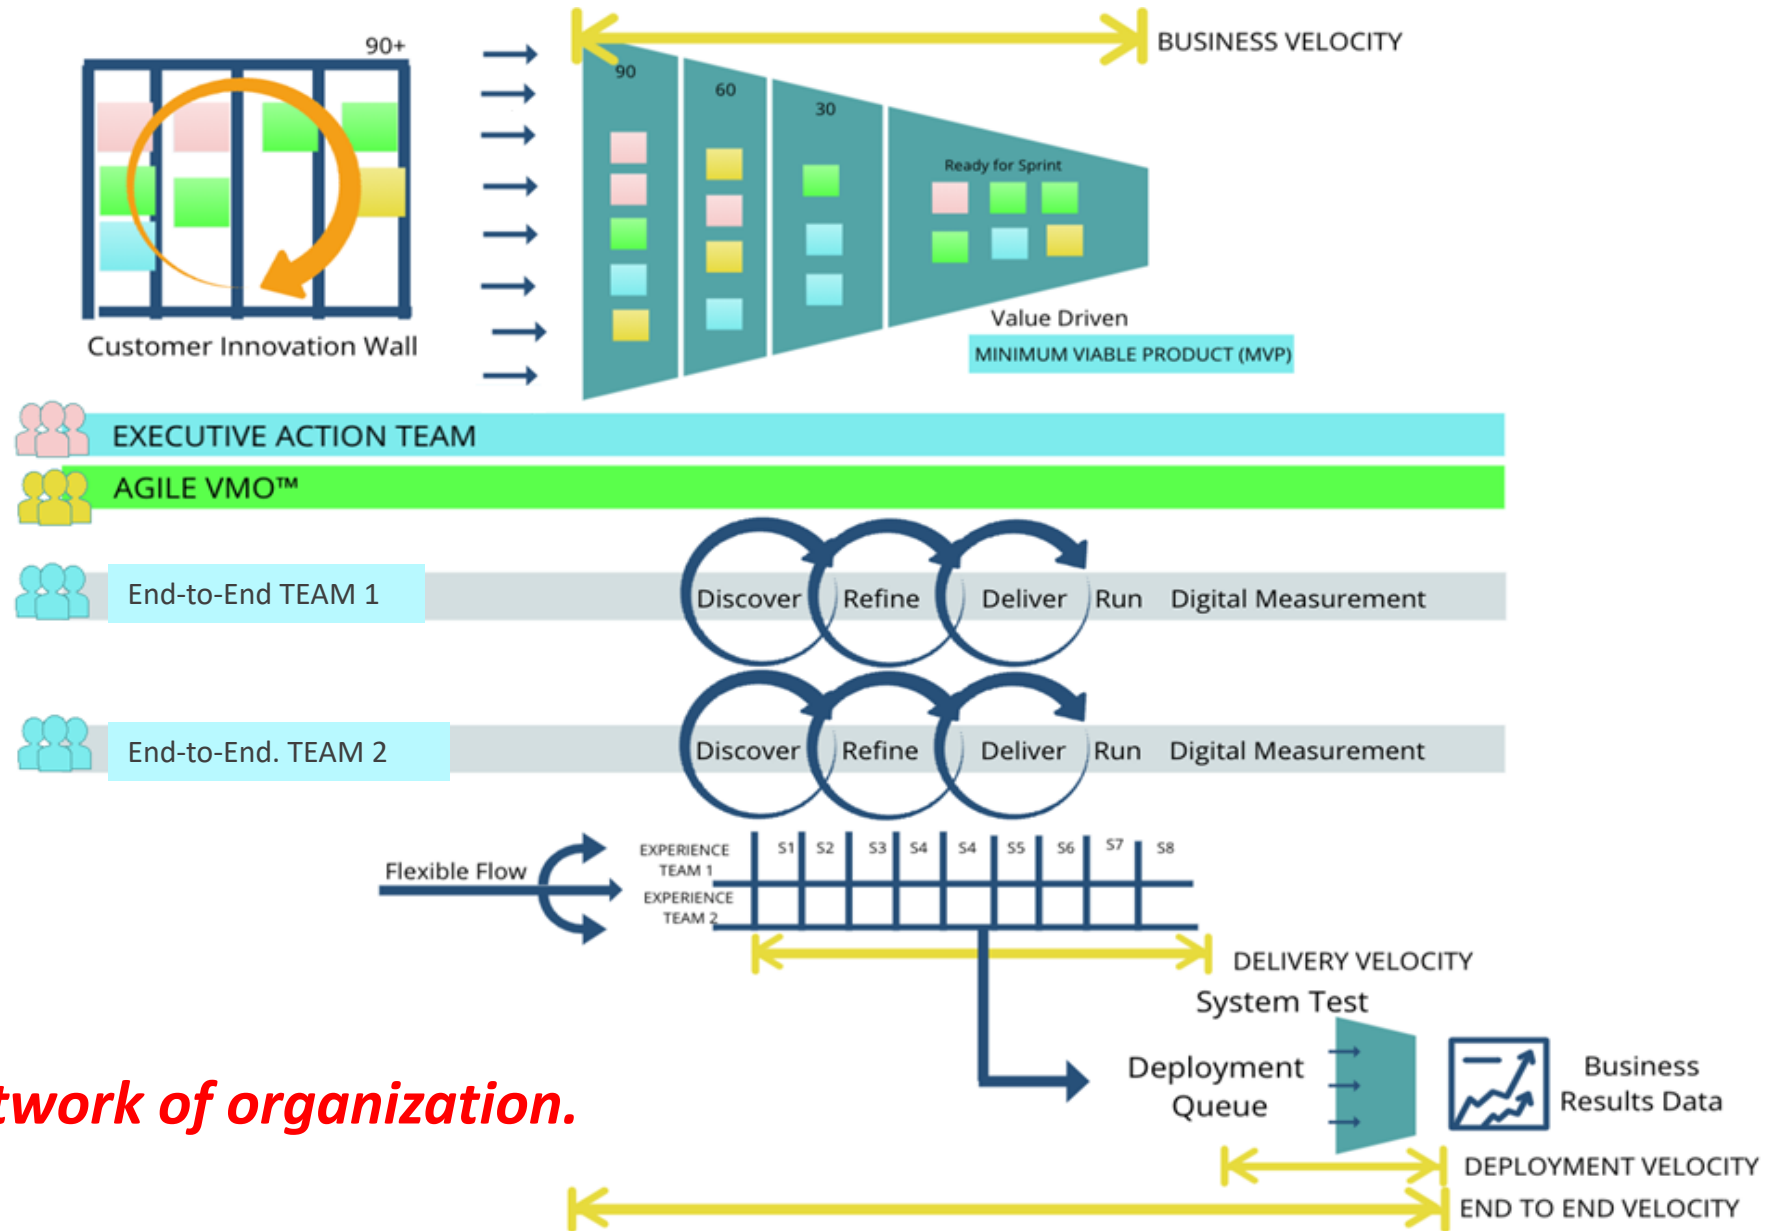 90+
BUSINESS VELOCITY
90
60
30
Ready for Sprint
Customer Innovation Wall
Value Driven
MINIMUM VIABLE PRODUCT (MVP)
EXECUTIVE ACTION TEAM
AGILE VMO™
End-to-End TEAM 1
Discover Refine Deliver Run Digital Measurement
End-to-End. TEAM 2
Discover Refine Deliver Run Digital Measurement
Flexible Flow
EXPERIENCE
TEAM 1
S1 S2 S3 S4 S4 S5 S6 S7 S8
EXPERIENCE
TEAM 2
DELIVERY VELOCITY
System Test
Deployment
Queue
Business
Results Data
of organization.
DEPLOYMENT VELOCITY
END TO END VELOCITY